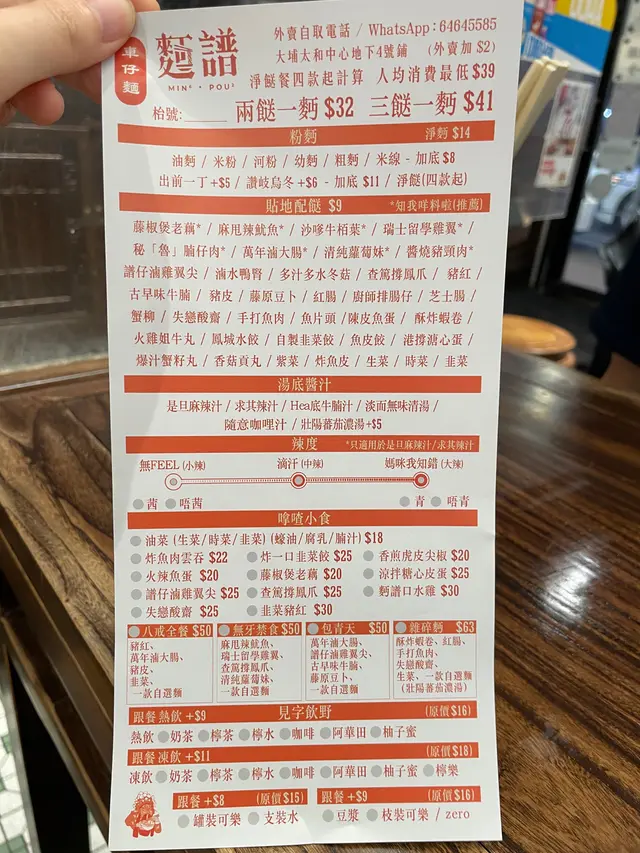 車仔麵
麵譜
MIN⁴ · POU²
外賣自取電話 / WhatsApp : 64645585
大埔太和中心地下4號鋪 (外賣加 $2)
淨餸餐四款起計算 人均消費最低 $39
枱號:______ 兩餸一麪 $32 三餸一麪 $41
粉麵 淨麵 $14
油麵 / 米粉 / 河粉 / 幼麵 / 粗麵 / 米線 - 加底 $8
出前一丁+$5 / 讚岐烏冬+$6 - 加底 $11 / 淨餸(四款起)
貼地配餸 $9 *知我咩料啦(推薦)
藤椒煲老藕* / 麻甩辣魷魚* / 沙嗲牛栢葉* / 瑞士留學雞翼* /
秘「魯」腩仔肉* / 萬年滷大腸* / 清純蘿蔔妹* / 醬燒豬頸肉* /
譜仔滷雞翼尖 / 滷水鴨腎 / 多汁多水冬菇 / 查篤撐鳳爪 / 豬紅 /
古早味牛腩 / 豬皮 / 藤原豆卜 / 紅腸 / 廚師排腸仔 / 芝士腸 /
蟹柳 / 失戀酸齋 / 手打魚肉 / 魚片頭 /陳皮魚蛋 / 酥炸蝦卷 /
火雞姐牛丸 / 鳳城水餃 / 自製韭菜餃 / 魚皮餃 / 港撐溏心蛋 /
爆汁蟹籽丸 / 香菇貢丸 / 紫菜 / 炸魚皮 / 生菜 / 時菜 / 韭菜
湯底醬汁
是旦麻辣汁 / 求其辣汁 / Hea底牛腩汁 / 淡而無味清湯 /
隨意咖哩汁 / 壯陽蕃茄濃湯+$5
辣度 *只適用於是旦麻辣汁/求其辣汁
無FEEL (小辣) 滴汗 (中辣) 媽咪我知錯 (大辣)
茜 唔茜 青 唔青
嗱喳小食
油菜 (生菜/時菜/韭菜) (蠔油/腐乳/腩汁) $18
炸魚肉雲吞 $22 炸一口韭菜餃 $25 香煎虎皮尖椒 $20
火辣魚蛋 $20 藤椒煲老藕 $20 涼拌糖心皮蛋 $25
譜仔滷雞翼尖 $25 查篤撐鳳爪 $25 麵譜口水雞 $30
失戀酸齋 $25 韭菜豬紅 $30
八戒全餐 $50 無牙禁食 $50 包青天 $50 雜碎麵 $63
豬紅、 麻甩辣魷魚、 萬年滷大腸、 酥炸蝦卷、紅腸、
萬年滷大腸、 瑞士留學雞翼、 譜仔滷雞翼尖、 手打魚肉、
豬皮、 查篤撐鳳爪、 古早味牛腩、 失戀酸齋、
韭菜、 清純蘿蔔妹、 藤原豆卜、 生菜、一款自選麵
一款自選麵 一款自選麵 一款自選麵 (壯陽蕃茄濃湯)
跟餐 熱飲 +$9 見字飲野 (原價$16)
熱飲 奶茶 檸茶 檸水 咖啡 阿華田 柚子蜜
跟餐 凍飲 +$11 (原價$18)
凍飲 奶茶 檸茶 檸水 咖啡 阿華田 柚子蜜 檸樂
跟餐 +$8 (原價$15) 跟餐 +$9 (原價$16)
罐裝可樂 支裝水 豆漿 枝裝可樂 / zero